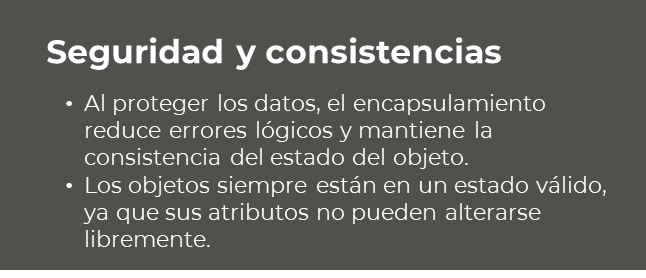 Seguridad y consistencias
• Al proteger los datos, el encapsulamiento
reduce errores lógicos y mantiene la
consistencia del estado del objeto.
• Los objetos siempre están en un estado válido,
ya que sus atributos no pueden alterarse
libremente.